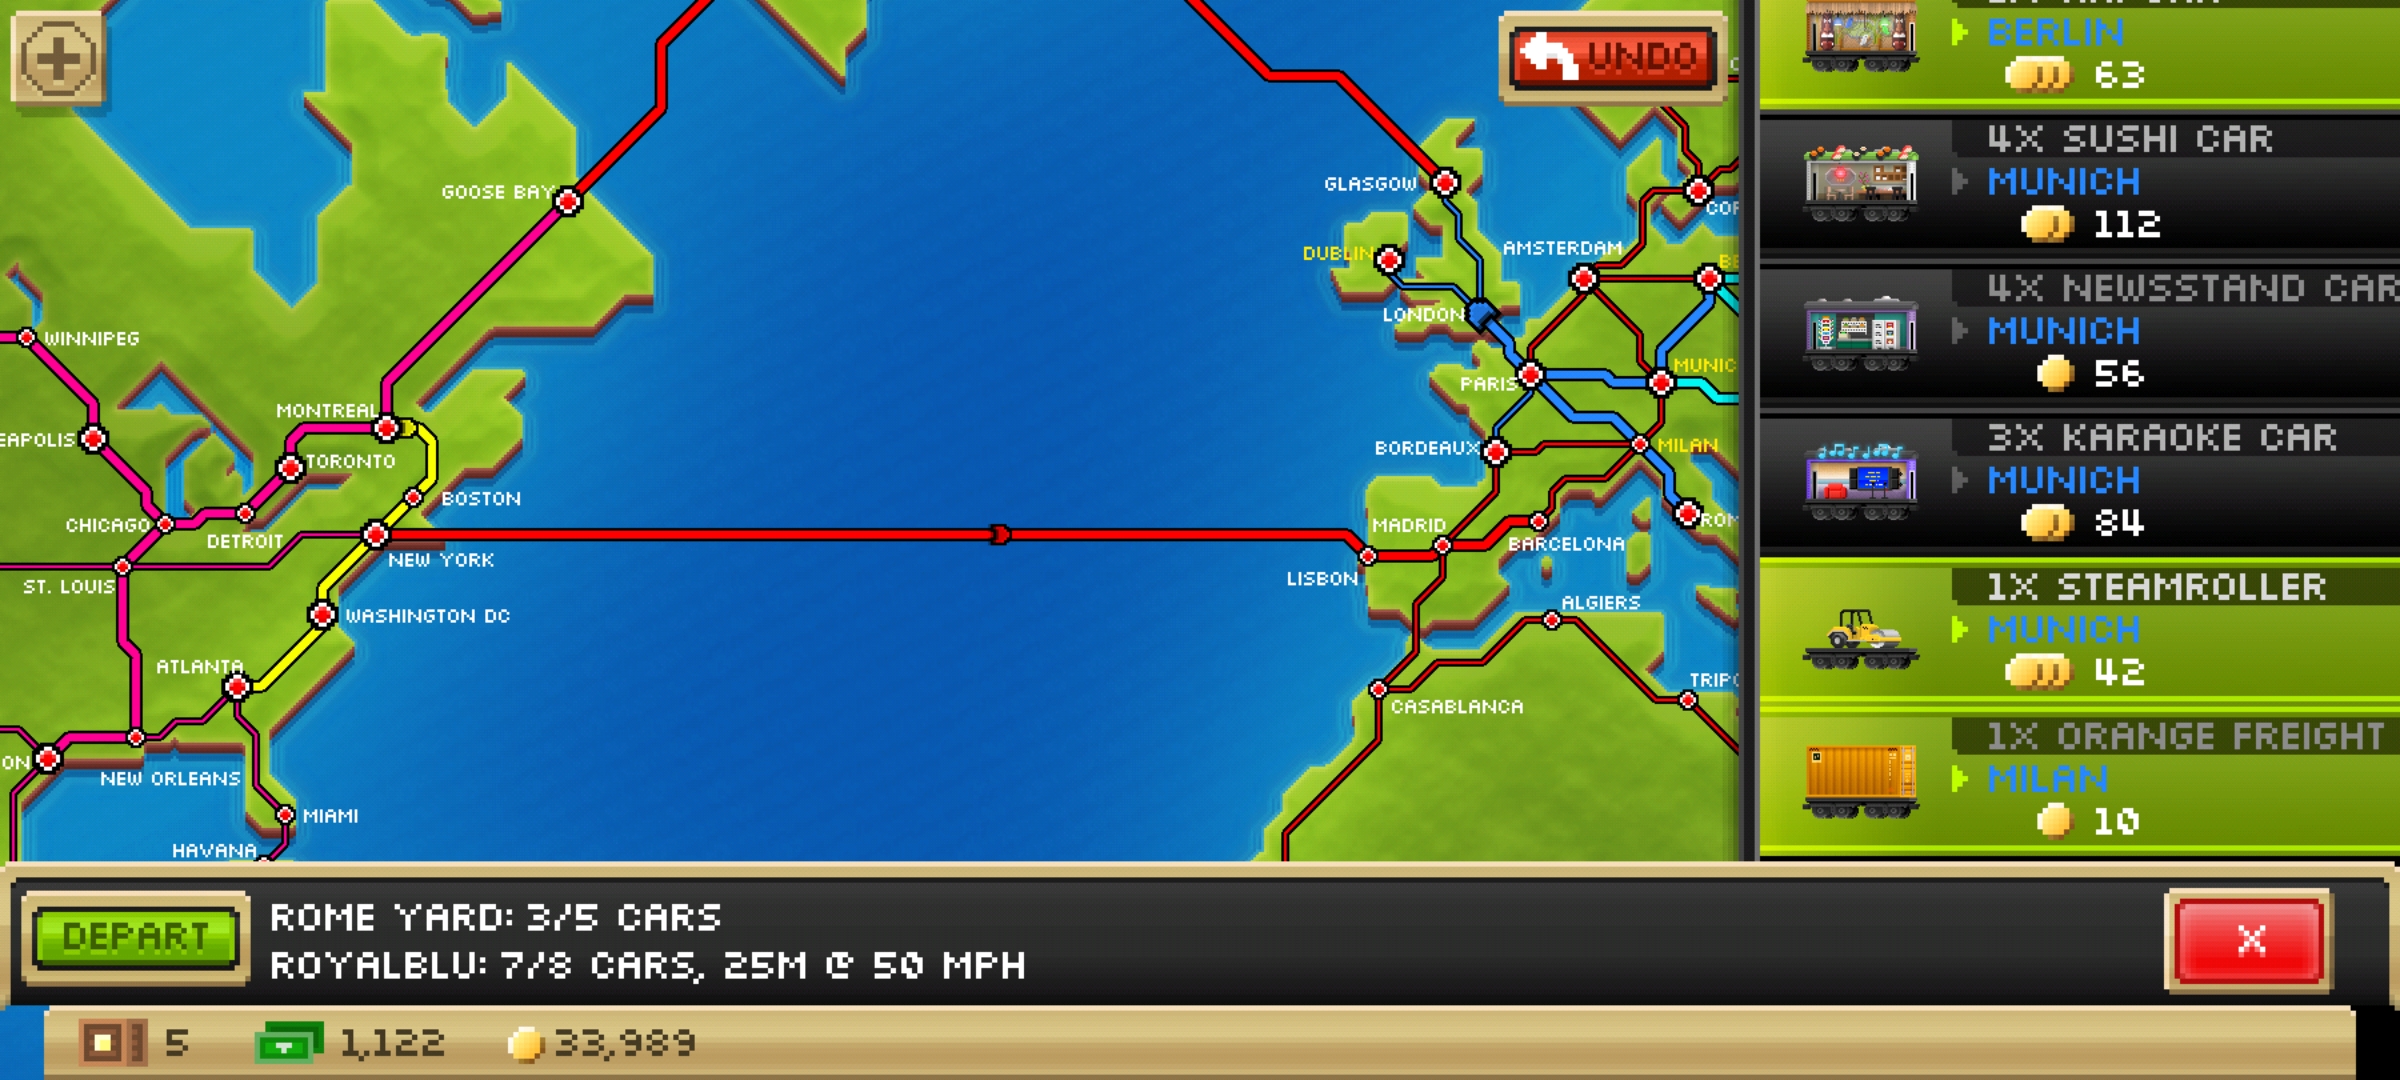 UNDO
BERLIN
63
4X SUSHI CAR
MUNICH
112
4X NEWSSTAND CAR
MUNICH
56
3X KARAOKE CAR
MUNICH
84
1X STEAMROLLER
MUNICH
42
1X ORANGE FREIGHT
MILAN
10
GOOSE BAY
GLASGOW
DUBLIN
AMSTERDAM
LONDON
WINNIPEG
PARIS
MUNIC
MONTREAL
EAPOLIS
TORONTO
BORDEAUX
MILAN
BOSTON
CHICAGO
DETROIT
NEW YORK
MADRID
BARCELONA
ROM
LISBON
ST. LOUIS
WASHINGTON DC
ALGIERS
ATLANTA
TRIPO
CASABLANCA
ON
NEW ORLEANS
MIAMI
HAVANA
DEPART
ROME YARD: 3/5 CARS
ROYALBLU: 7/8 CARS, 25M @ 50 MPH
X
5
1,122
33,989